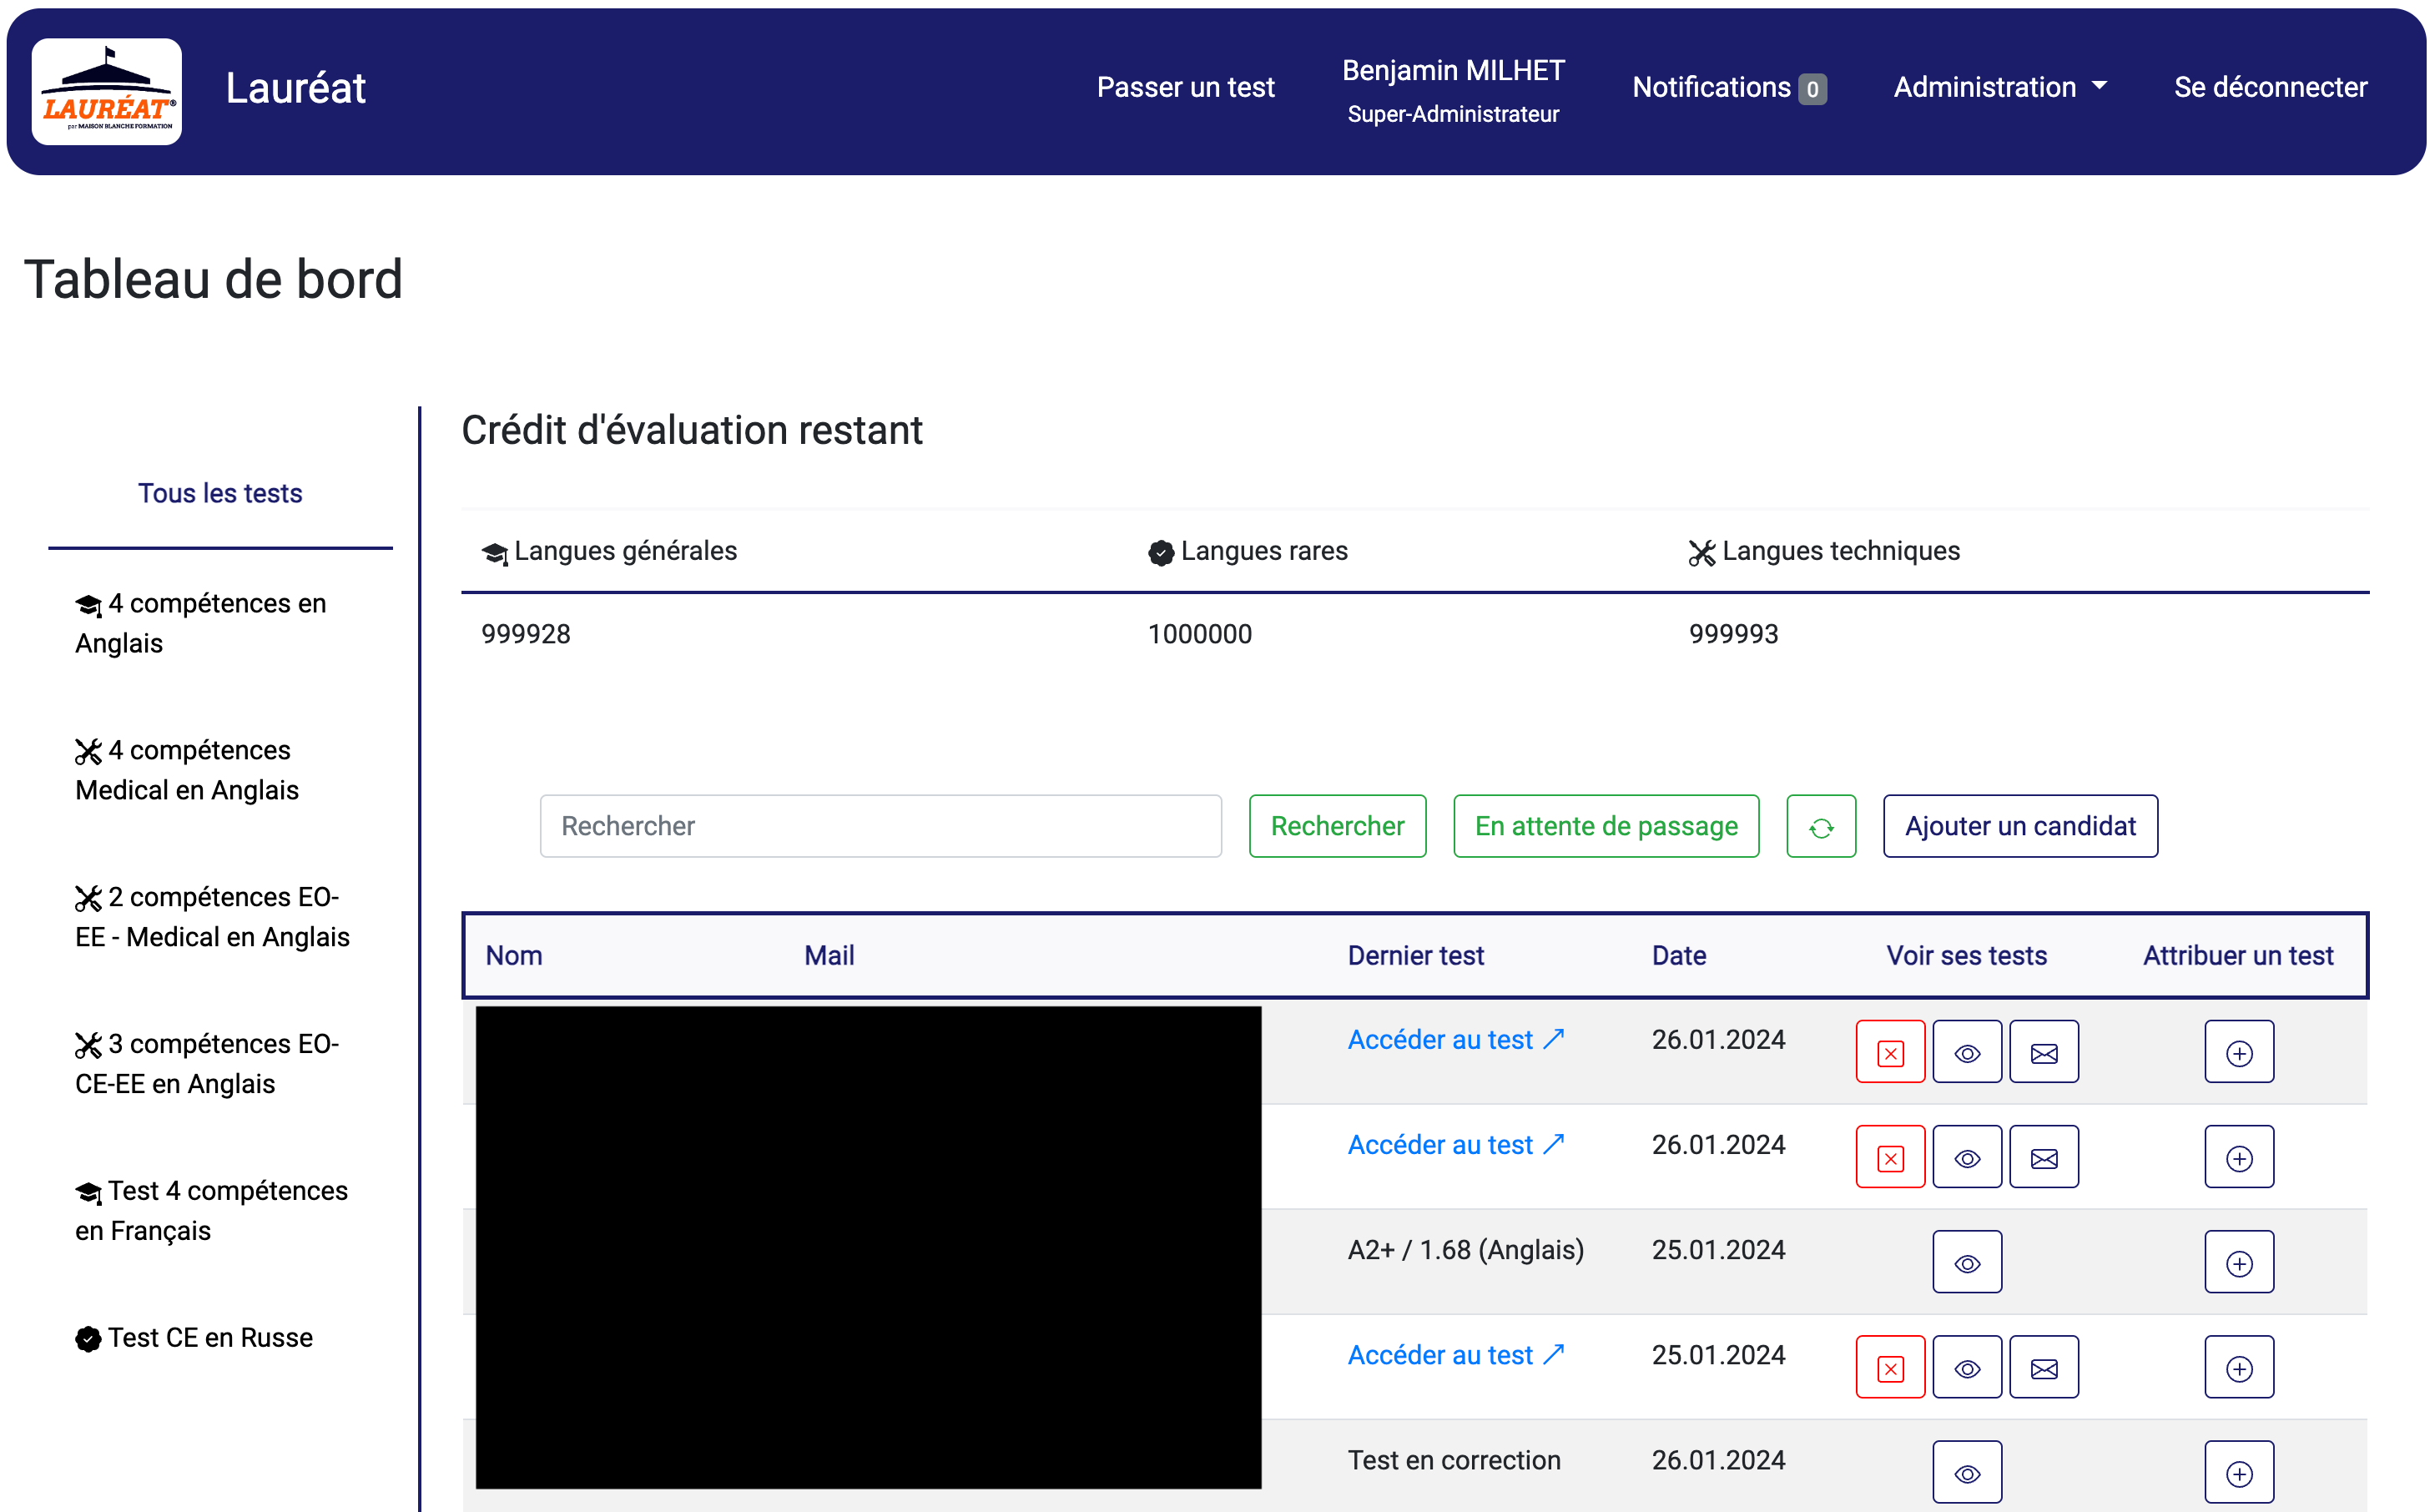 LAURÉAT®
par MAISON BLANCHE FORMATION
Lauréat
Passer un test
Benjamin MILHET
Super-Administrateur
Notifications 0
Administration
Se déconnecter
Tableau de bord
Tous les tests
4 compétences en
Anglais
4 compétences
Medical en Anglais
2 compétences EO-
EE - Medical en Anglais
3 compétences EO-
CE-EE en Anglais
Test 4 compétences
en Français
Test CE en Russe
Crédit d'évaluation restant
Langues générales
Langues rares
Langues techniques
999928
1000000
999993
Rechercher
Rechercher
En attente de passage
Ajouter un candidat
Nom
Mail
Dernier test
Date
Voir ses tests
Attribuer un test
Accéder au test
26.01.2024
Accéder au test
26.01.2024
A2+ / 1.68 (Anglais)
25.01.2024
Accéder au test
25.01.2024
Test en correction
26.01.2024